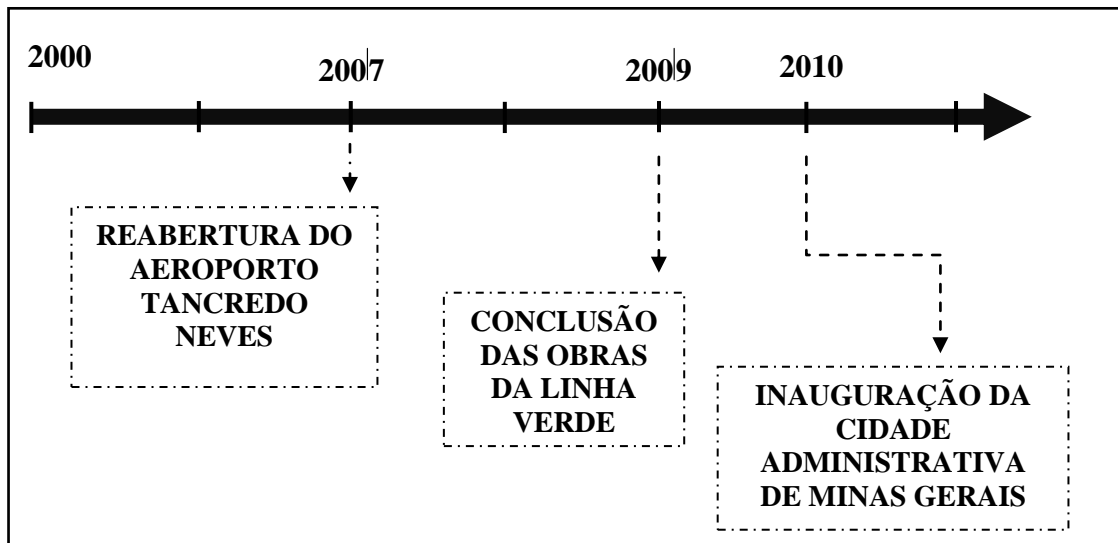 2000
2007
2009
2010
REABERTURA DO
AEROPORTO
TANCREDO
NEVES
CONCLUSÃO
DAS OBRAS
DA LINHA
VERDE
INAUGURAÇÃO DA
CIDADE
ADMINISTRATIVA
DE MINAS GERAIS